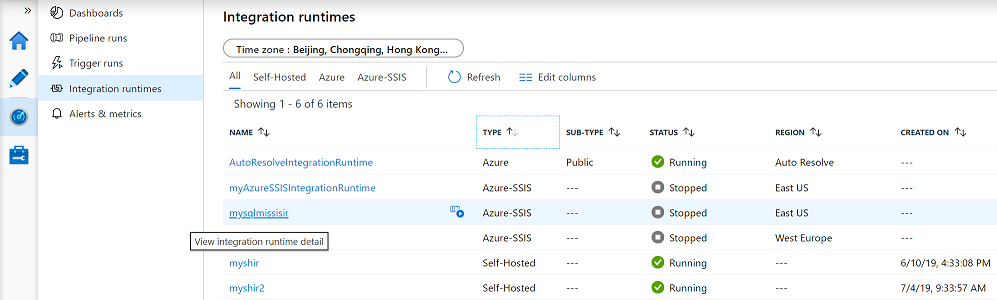 »
Dashboards
Pipeline runs
Trigger runs
Integration runtimes
Alerts & metrics
Integration runtimes
Time zone : Beijing, Chongqing, Hong Kong...
All Self-Hosted Azure Azure-SSIS Refresh Edit columns
Showing 1 - 6 of 6 items
NAME TYPE SUB-TYPE STATUS REGION CREATED ON
AutoResolveIntegrationRuntime Azure Public Running Auto Resolve ---
myAzureSSISIntegrationRuntime Azure-SSIS --- Stopped East US ---
mysqlmissisir Azure-SSIS --- Stopped East US ---
View integration runtime detail Azure-SSIS --- Stopped West Europe ---
myshir Self-Hosted --- Running --- 6/10/19, 4:33:08 PM
myshir2 Self-Hosted --- Running --- 7/4/19, 9:33:57 AM